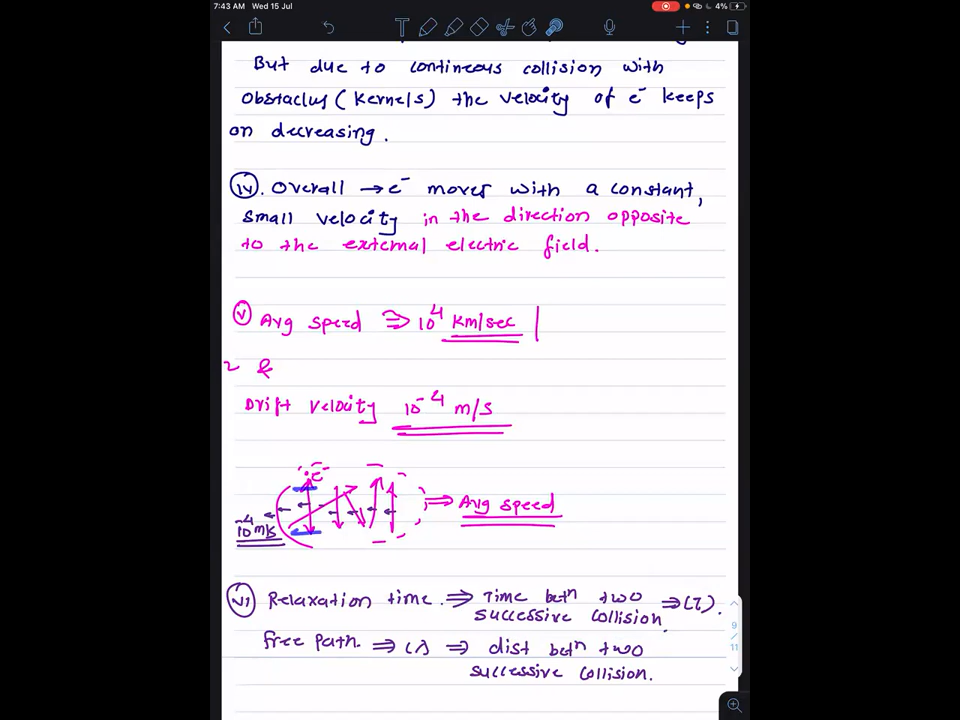 7:43 AM Wed 15 Jul
4%
T
But due to continuous collision with
Obstacles (Kernels) the velocity of e⁻ keeps
on decreasing.
(iv). Overall → e⁻ moves with a constant,
small velocity in the direction opposite
to the external electric field.
(v) Avg speed ⇒ 10⁴ Km/sec
2 &
Drift velocity 10⁻⁴ m/s
e⁻
⇒ Avg speed
10⁻⁴ m/s
(vi) Relaxation time. ⇒ Time betⁿ two ⇒ (τ).
successive collision
free path. ⇒ (λ) ⇒ dist betⁿ two
successive collision.
9
/
11